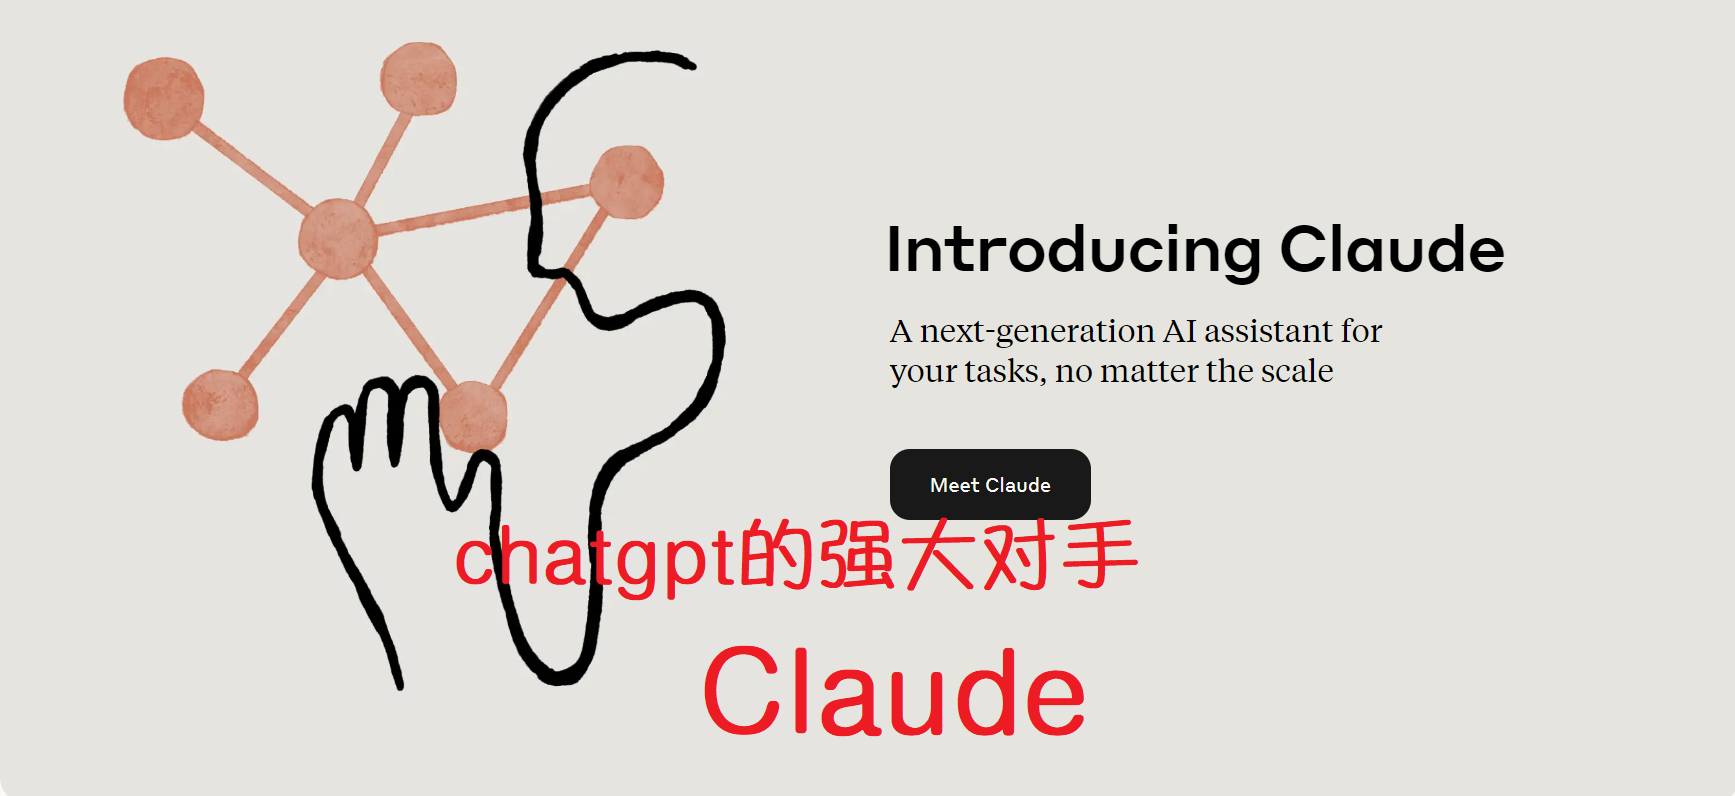 Introducing Claude
A next-generation AI assistant for
your tasks, no matter the scale
Meet Claude
chatgpt的强大对手
Claude